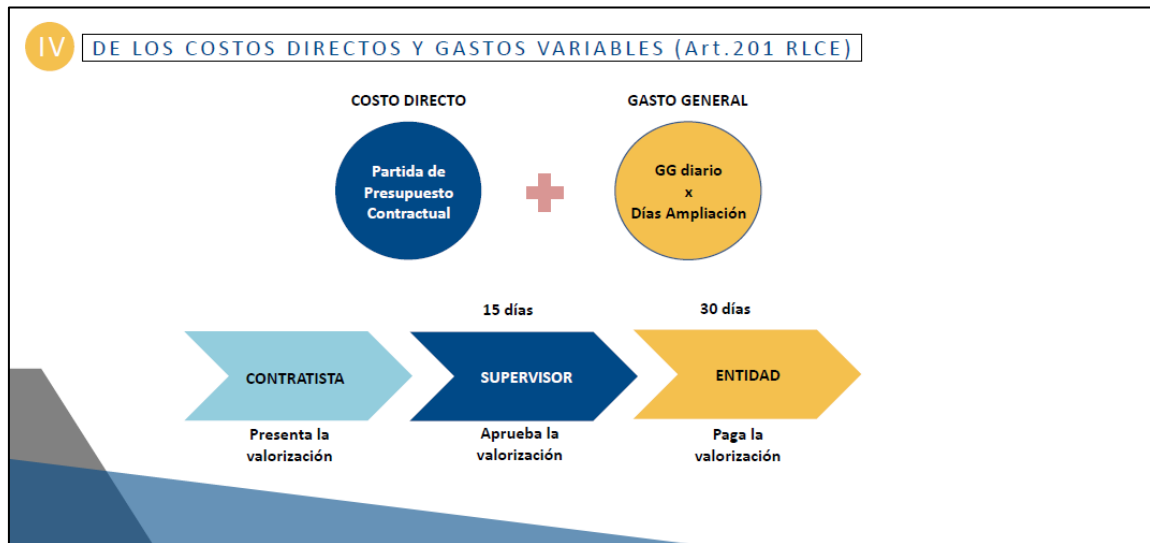 IV
DE LOS COSTOS DIRECTOS Y GASTOS VARIABLES (Art.201 RLCE)
COSTO DIRECTO
GASTO GENERAL
Partida de
Presupuesto
Contractual
GG diario
x
Días Ampliación
15 días
30 días
CONTRATISTA
SUPERVISOR
ENTIDAD
Presenta la
valorización
Aprueba la
valorización
Paga la
valorización